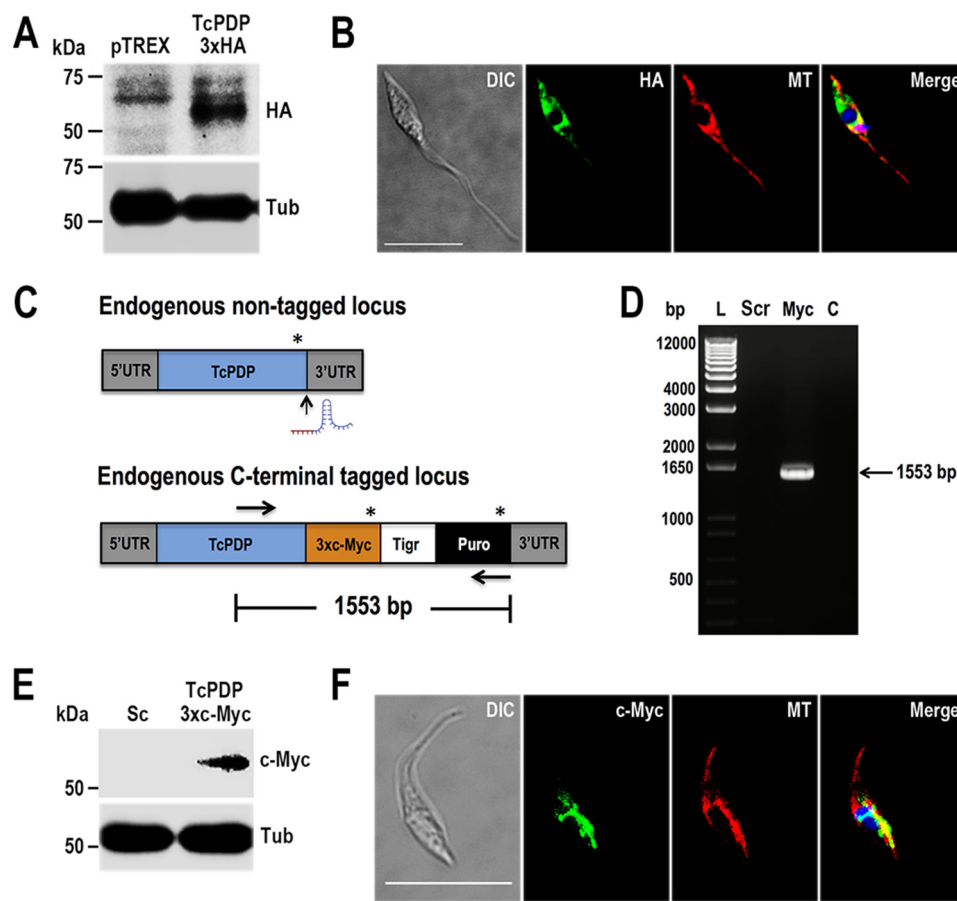 A
kDa
pTREX
TcPDP
3xHA
75
50
HA
75
50
Tub
B
DIC
HA
MT
Merge
C
Endogenous non-tagged locus
*
5'UTR
TcPDP
3'UTR
Endogenous C-terminal tagged locus
* *
5'UTR
TcPDP
3xc-Myc
Tigr
Puro
3'UTR
1553 bp
D
bp
L
Scr
Myc
C
12000
4000
3000
2000
1650
1000
500
1553 bp
E
kDa
Sc
TcPDP
3xc-Myc
50
c-Myc
50
Tub
F
DIC
c-Myc
MT
Merge